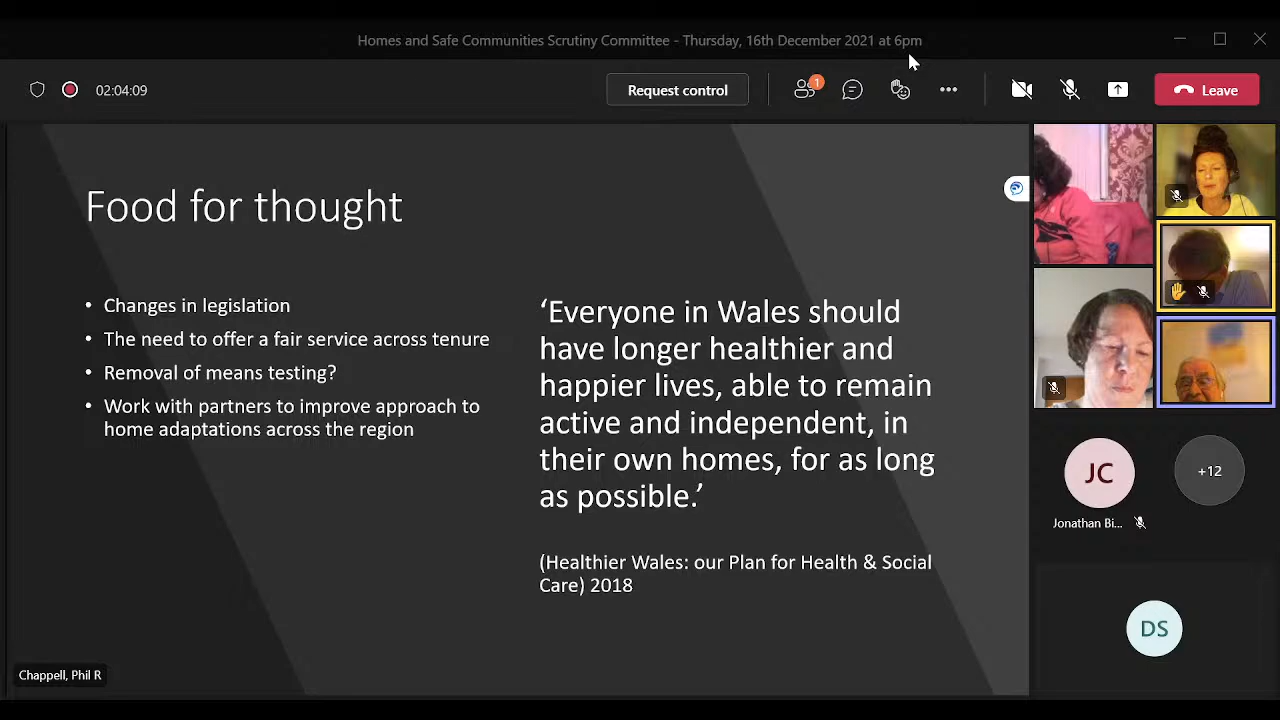 Homes and Safe Communities Scrutiny Committee - Thursday, 16th December 2021 at 6pm
02:04:09
Request control
1
Leave
Food for thought
• Changes in legislation
• The need to offer a fair service across tenure
• Removal of means testing?
• Work with partners to improve approach to
home adaptations across the region
‘Everyone in Wales should
have longer healthier and
happier lives, able to remain
active and independent, in
their own homes, for as long
as possible.’
(Healthier Wales: our Plan for Health & Social
Care) 2018
JC
+12
Jonathan Bi...
DS
Chappell, Phil R